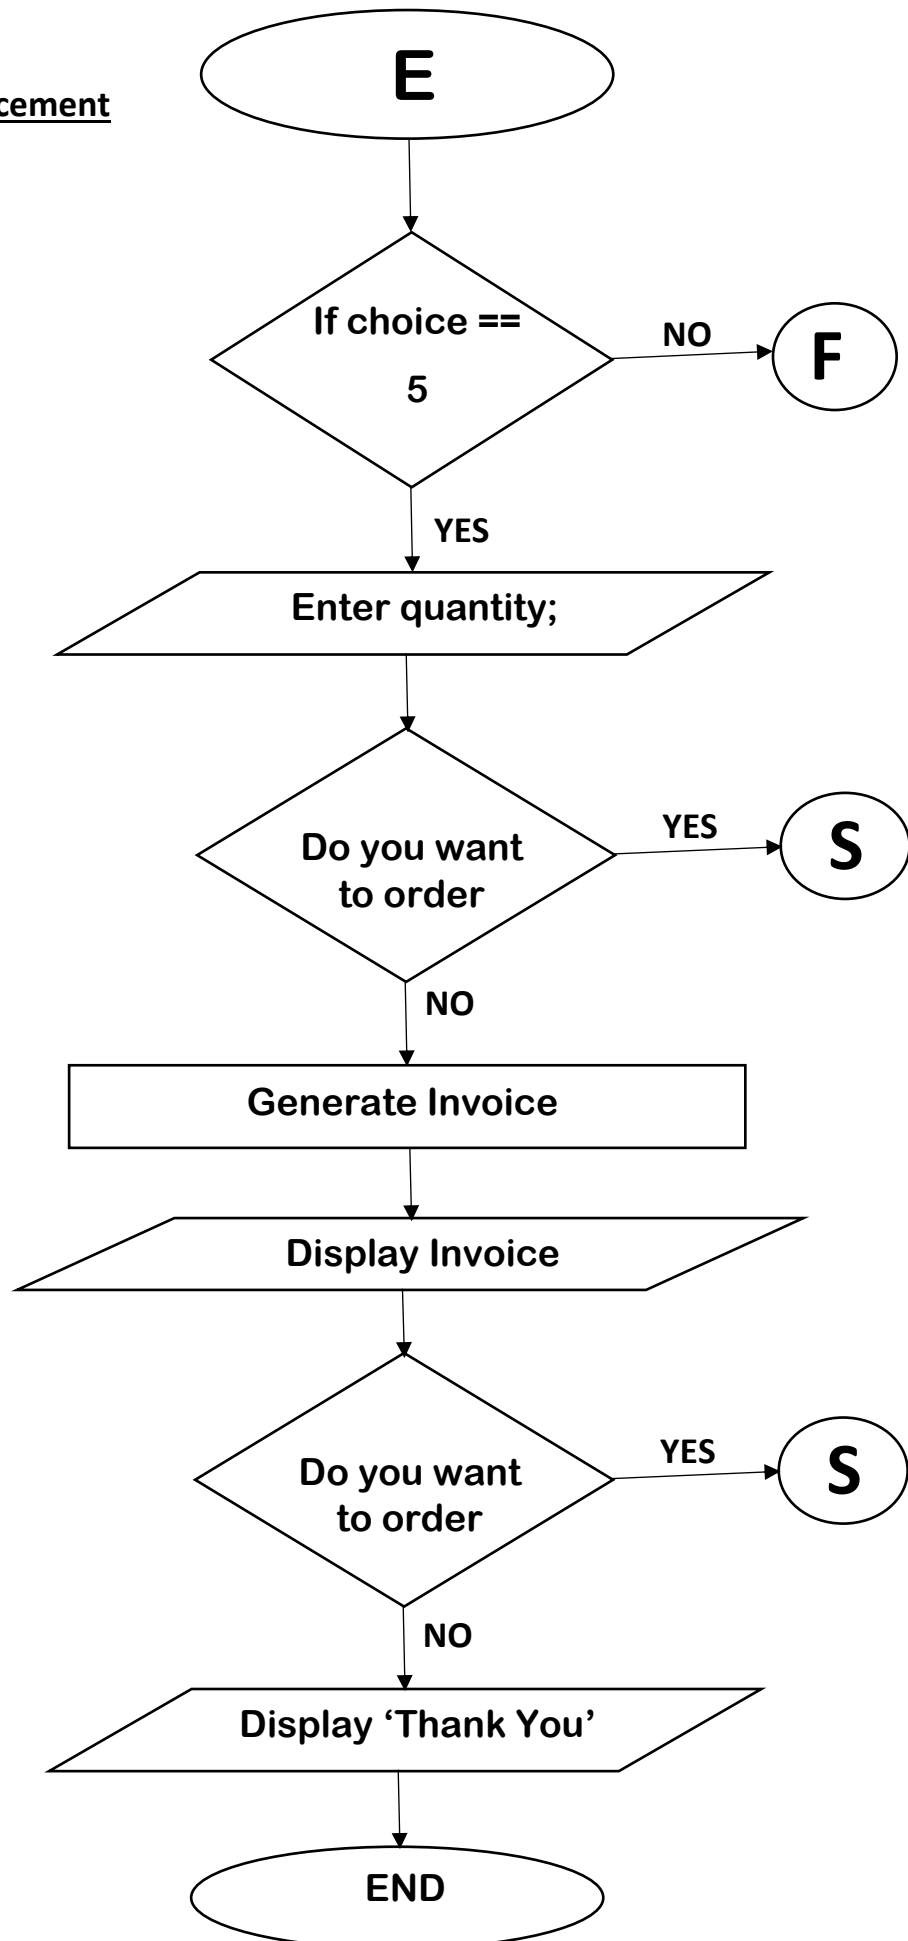 E
cement
If choice ==
5
NO
F
YES
Enter quantity;
Do you want
to order
YES
S
NO
Generate Invoice
Display Invoice
Do you want
to order
YES
S
NO
Display ‘Thank You’
END